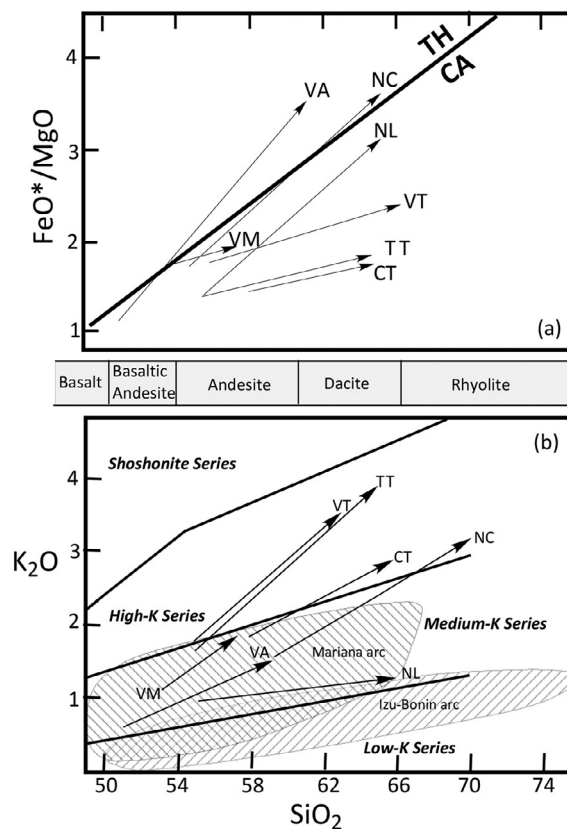 TH
CA
4
VA
NC
NL
3
FeO*/MgO
VT
2
VM
TT
CT
1
(a)
Basalt
Basaltic
Andesite
Andesite
Dacite
Rhyolite
(b)
Shoshonite Series
4
TT
VT
K2O
3
NC
CT
High-K Series
2
Medium-K Series
VA
Mariana arc
VM
NL
1
Izu-Bonin arc
Low-K Series
50 54 58 62 66 70 74
SiO2